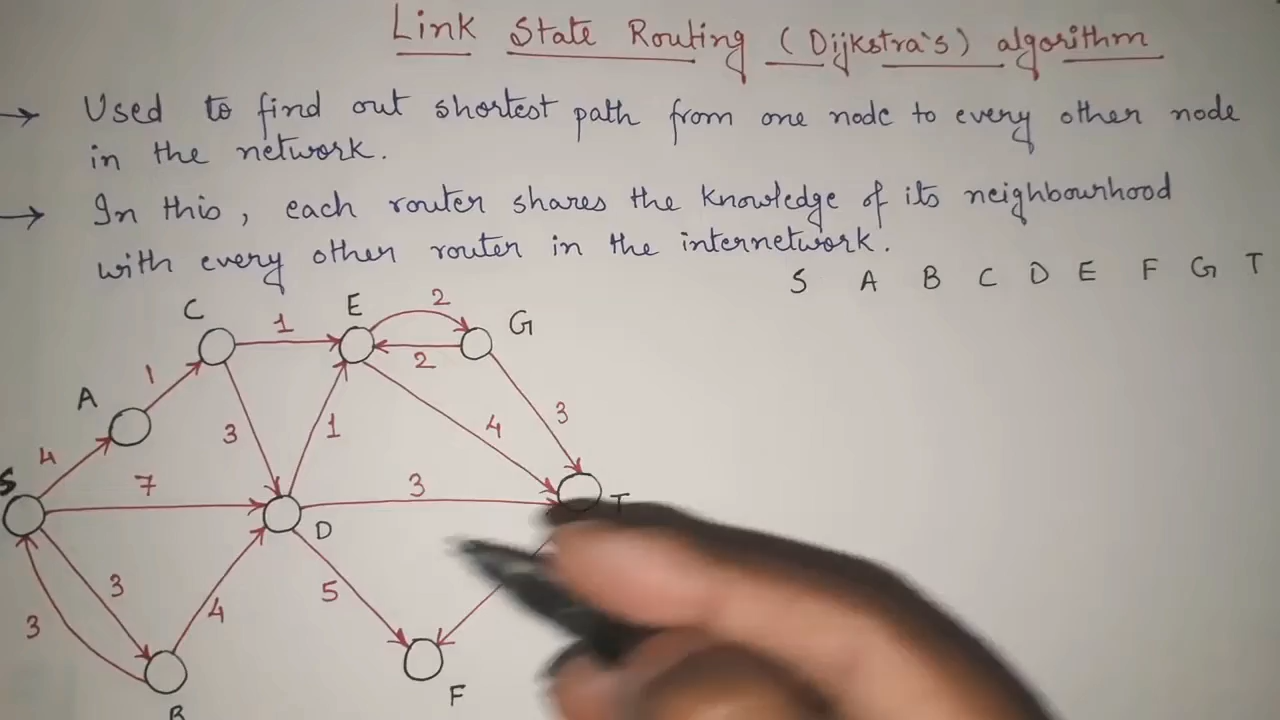 Link State Routing (Dijkstra's) algorithm
→ Used to find out shortest path from one node to every other node
in the network.
→ In this, each router shares the knowledge of its neighbourhood
with every other router in the internetwork.
S A B C D E F G T
C E 2 G
1
2
A 1
3 1 4 3
S 4
7 3 T
D
3 4 5
3
B F